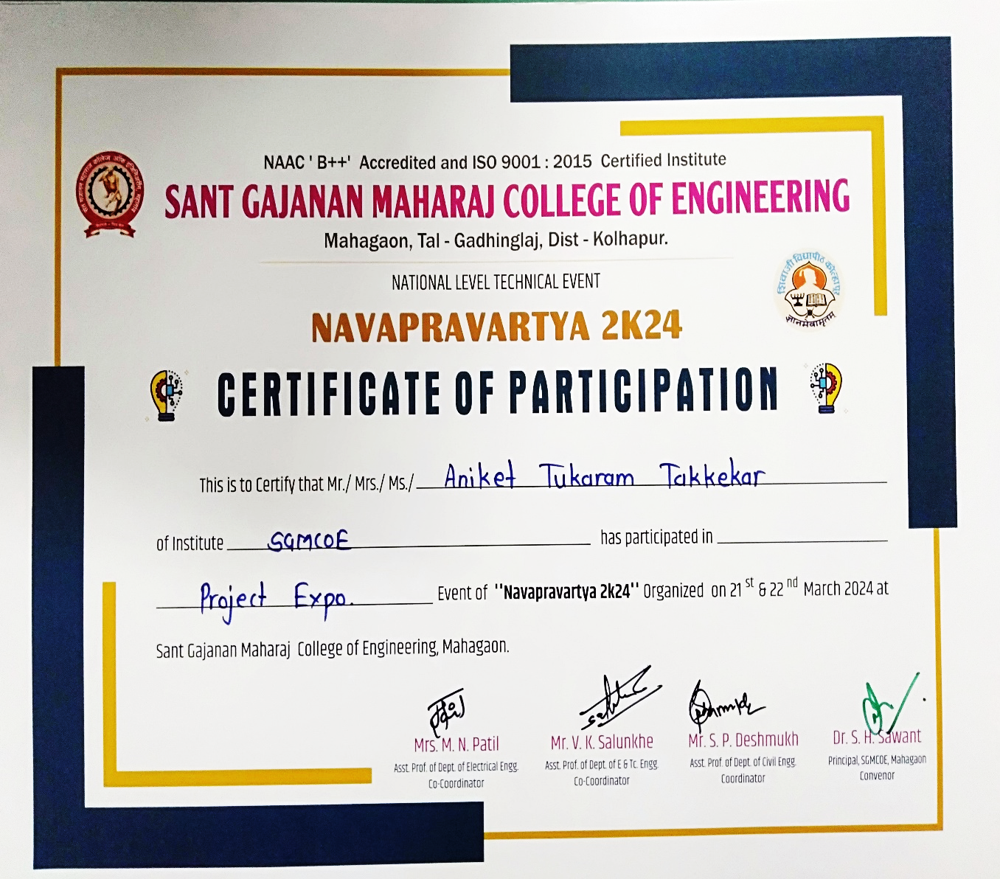 NAAC ' B++' Accredited and ISO 9001 : 2015 Certified Institute
SANT GAJANAN MAHARAJ COLLEGE OF ENGINEERING
Mahagaon, Tal - Gadhinglaj, Dist - Kolhapur.
शिवाजी विद्यापीठ कोल्हापूर
ज्ञानमेवामृतम्
NATIONAL LEVEL TECHNICAL EVENT
NAVAPRAVARTYA 2K24
CERTIFICATE OF PARTICIPATION
This is to Certify that Mr./ Mrs./ Ms./ Aniket Tukaram Takkekar
of Institute SGMCOE has participated in
Project Expo. Event of "Navapravartya 2k24" Organized on 21st & 22nd March 2024 at
Sant Gajanan Maharaj College of Engineering, Mahagaon.
Mrs. M. N. Patil Mr. V. K. Salunkhe Mr. S. P. Deshmukh Dr. S. H. Sawant
Asst. Prof. of Dept. of Electrical Engg. Asst. Prof. of Dept. of E & Tc. Engg. Asst. Prof. of Dept. of Civil Engg. Principal, SGMCOE, Mahagaon
Co-Coordinator Co-Coordinator Coordinator Convenor